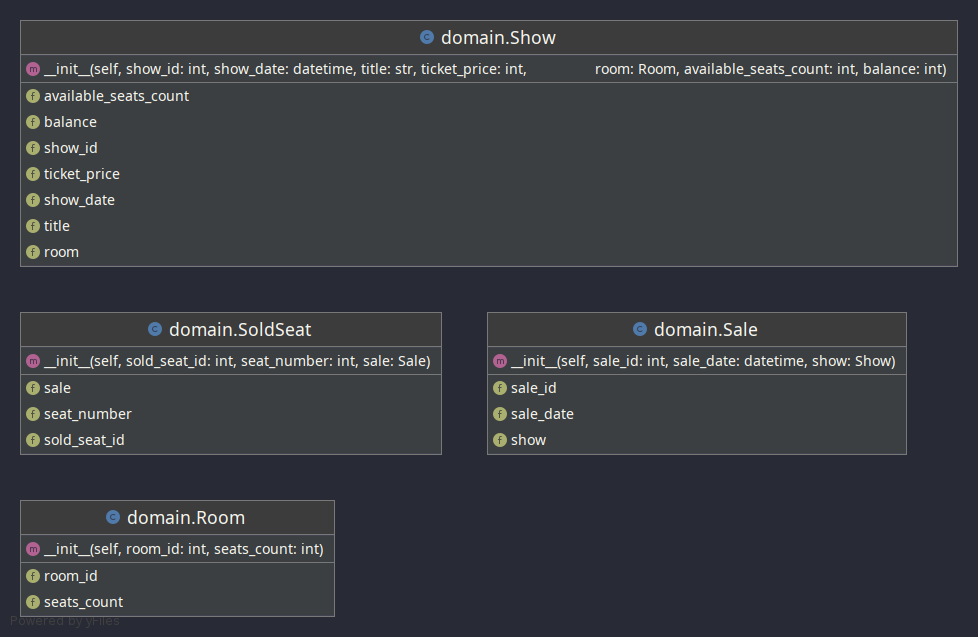 domain.Show
__init__(self, show_id: int, show_date: datetime, title: str, ticket_price: int, room: Room, available_seats_count: int, balance: int)
available_seats_count
balance
show_id
ticket_price
show_date
title
room
domain.SoldSeat
__init__(self, sold_seat_id: int, seat_number: int, sale: Sale)
sale
seat_number
sold_seat_id
domain.Sale
__init__(self, sale_id: int, sale_date: datetime, show: Show)
sale_id
sale_date
show
domain.Room
__init__(self, room_id: int, seats_count: int)
room_id
seats_count
Powered by yFiles